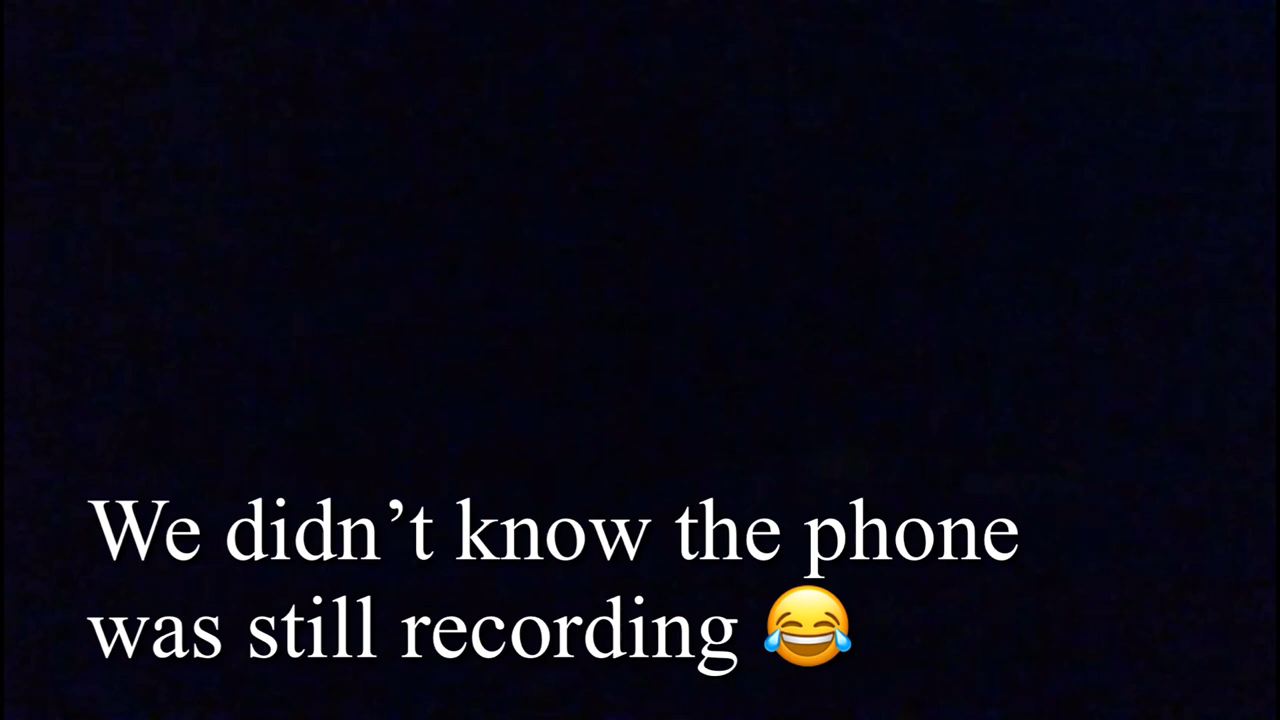 We didn’t know the phone
was still recording 😂